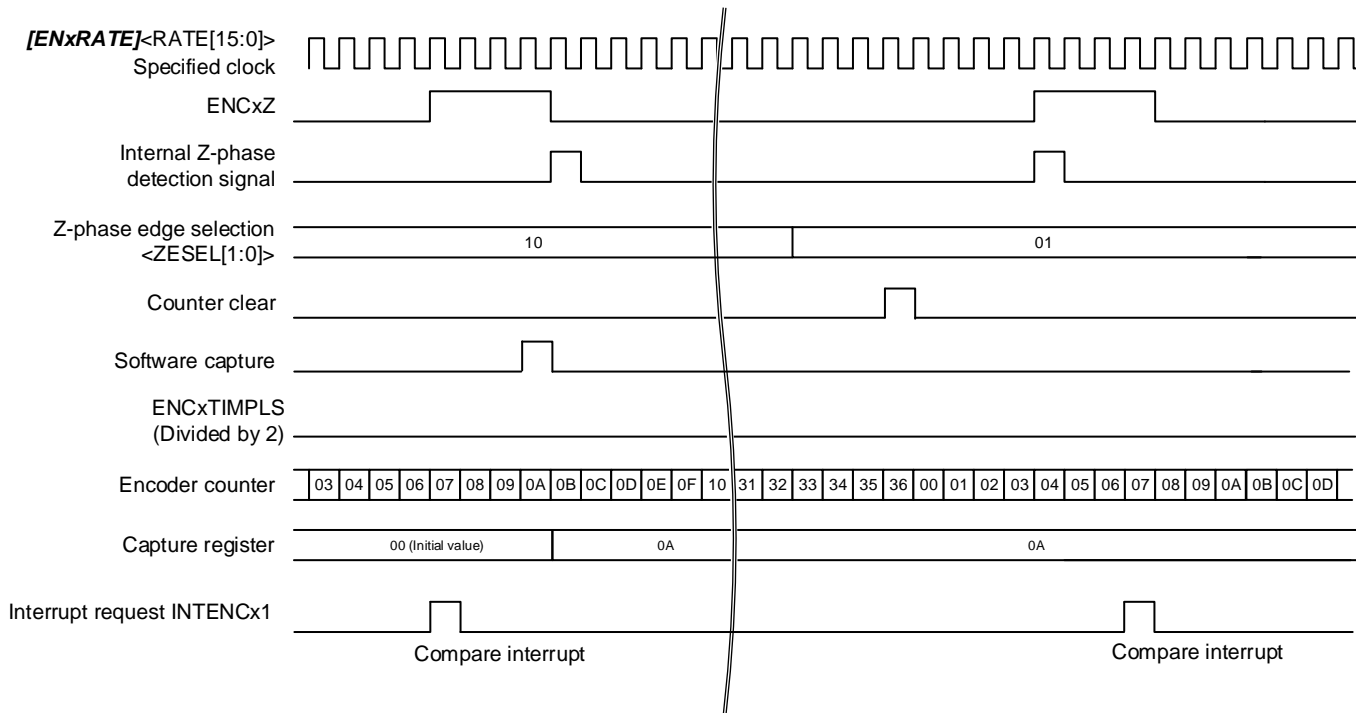 [ENxRATE]<RATE[15:0]>
Specified clock
ENCxZ
Internal Z-phase
detection signal
Z-phase edge selection
<ZESEL[1:0]>
10
01
Counter clear
Software capture
ENCxTIMPLS
(Divided by 2)
Encoder counter
03 04 05 06 07 08 09 0A 0B 0C 0D 0E 0F 10 31 32 33 34 35 36 00 01 02 03 04 05 06 07 08 09 0A 0B 0C 0D
Capture register
00 (Initial value)
0A
0A
Interrupt request INTENCx1
Compare interrupt
Compare interrupt